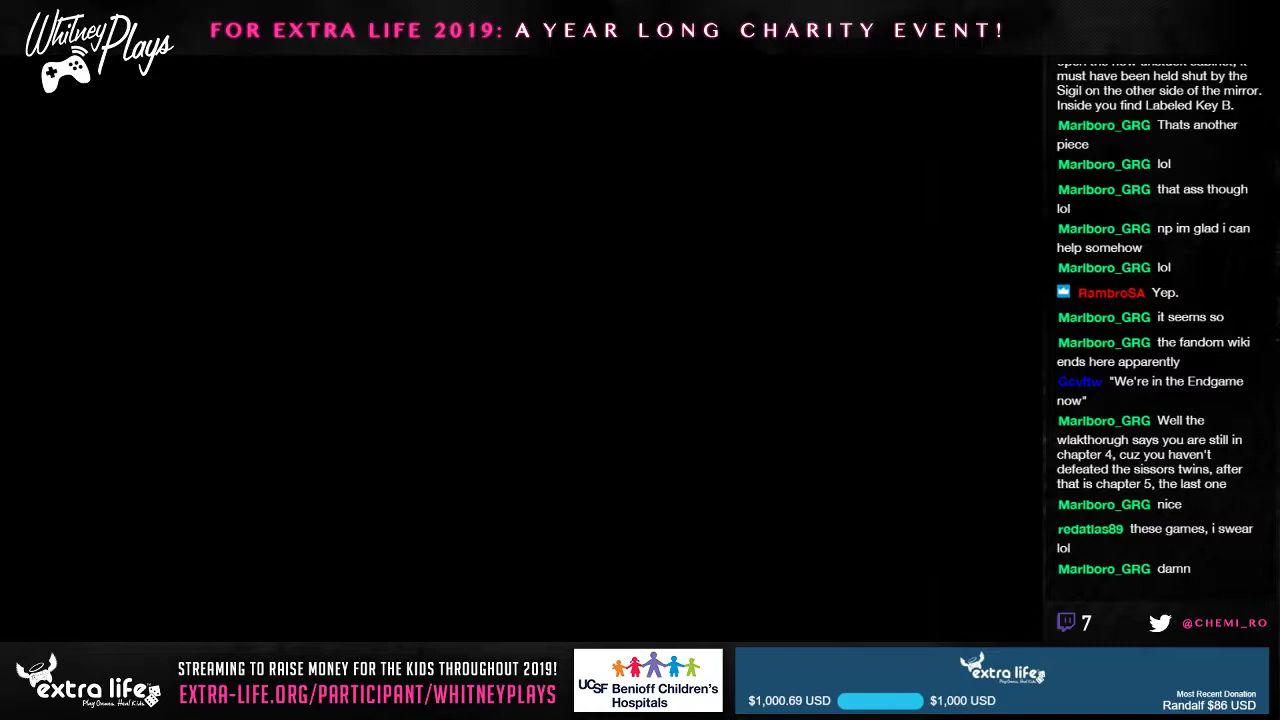 Whitney Plays
FOR EXTRA LIFE 2019: A YEAR LONG CHARITY EVENT!
must have been held shut by the
Sigil on the other side of the mirror.
Inside you find Labeled Key B.
Marlboro_GRG Thats another
piece
Marlboro_GRG lol
Marlboro_GRG that ass though
lol
Marlboro_GRG np im glad i can
help somehow
Marlboro_GRG lol
RambroSA Yep.
Marlboro_GRG it seems so
Marlboro_GRG the fandom wiki
ends here apparently
"We're in the Endgame
now"
Marlboro_GRG Well the
wlakthorugh says you are still in
chapter 4, cuz you haven't
defeated the sissors twins, after
that is chapter 5, the last one
Marlboro_GRG nice
redatlas89 these games, i swear
lol
Marlboro_GRG damn
7 @CHEMI_RO
extra life
Play Games. Heal Kids.
STREAMING TO RAISE MONEY FOR THE KIDS THROUGHOUT 2019!
EXTRA-LIFE.ORG/PARTICIPANT/WHITNEYPLAYS
UCSF Benioff Children's
Hospitals
extra life
$1,000.69 USD $1,000 USD
Most Recent Donation
Randalf $86 USD